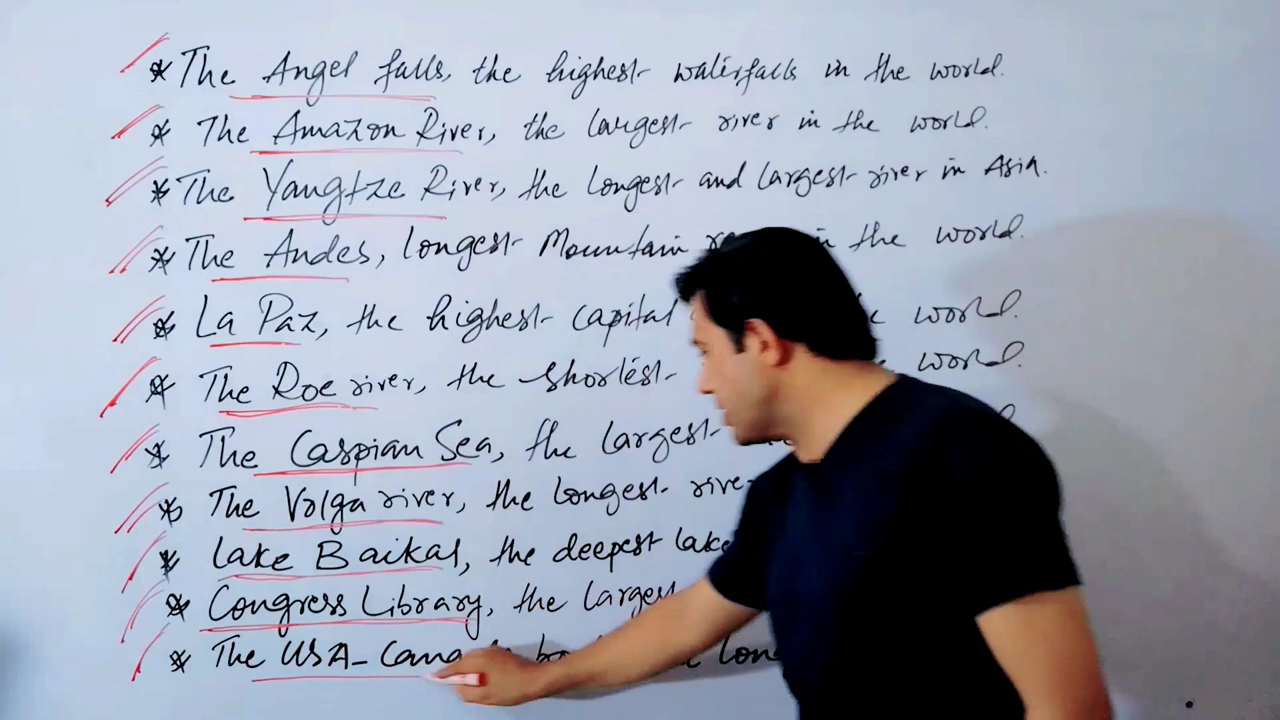 * The Angel falls, the highest waterfalls in the world.
* The Amazon River, the largest river in the world.
* The Yangtze River, the longest and largest river in Asia.
* The Andes, longest Mountain in the world.
* La Paz, the highest capital world.
* The Roe river, the shortest world.
* The Caspian Sea, the largest
* The Volga river, the longest river
* Lake Baikal, the deepest lake
* Congress Library, the largest
* The USA-